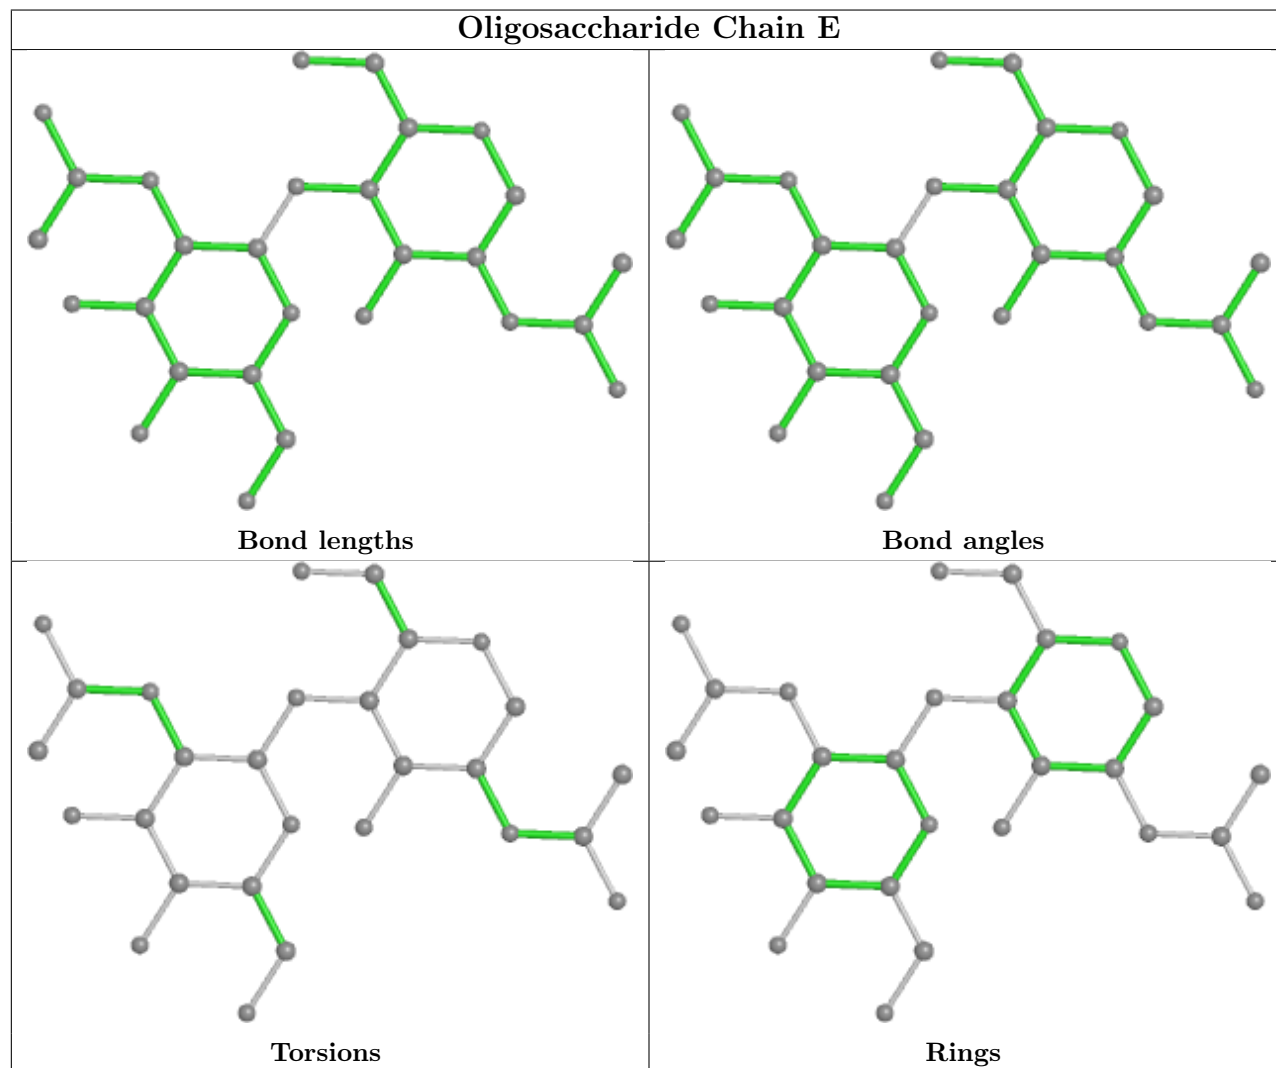 Oligosaccharide Chain E
Bond lengths
Bond angles
Torsions
Rings